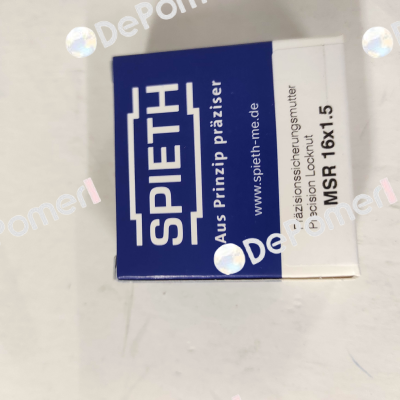 SPIETH
Aus Prinzip präziser
www.spieth-me.de
Präzisionssicherungsmutter
Precision Locknut
MSR 16x1.5
DePomerI
DePomerI
DePomerI